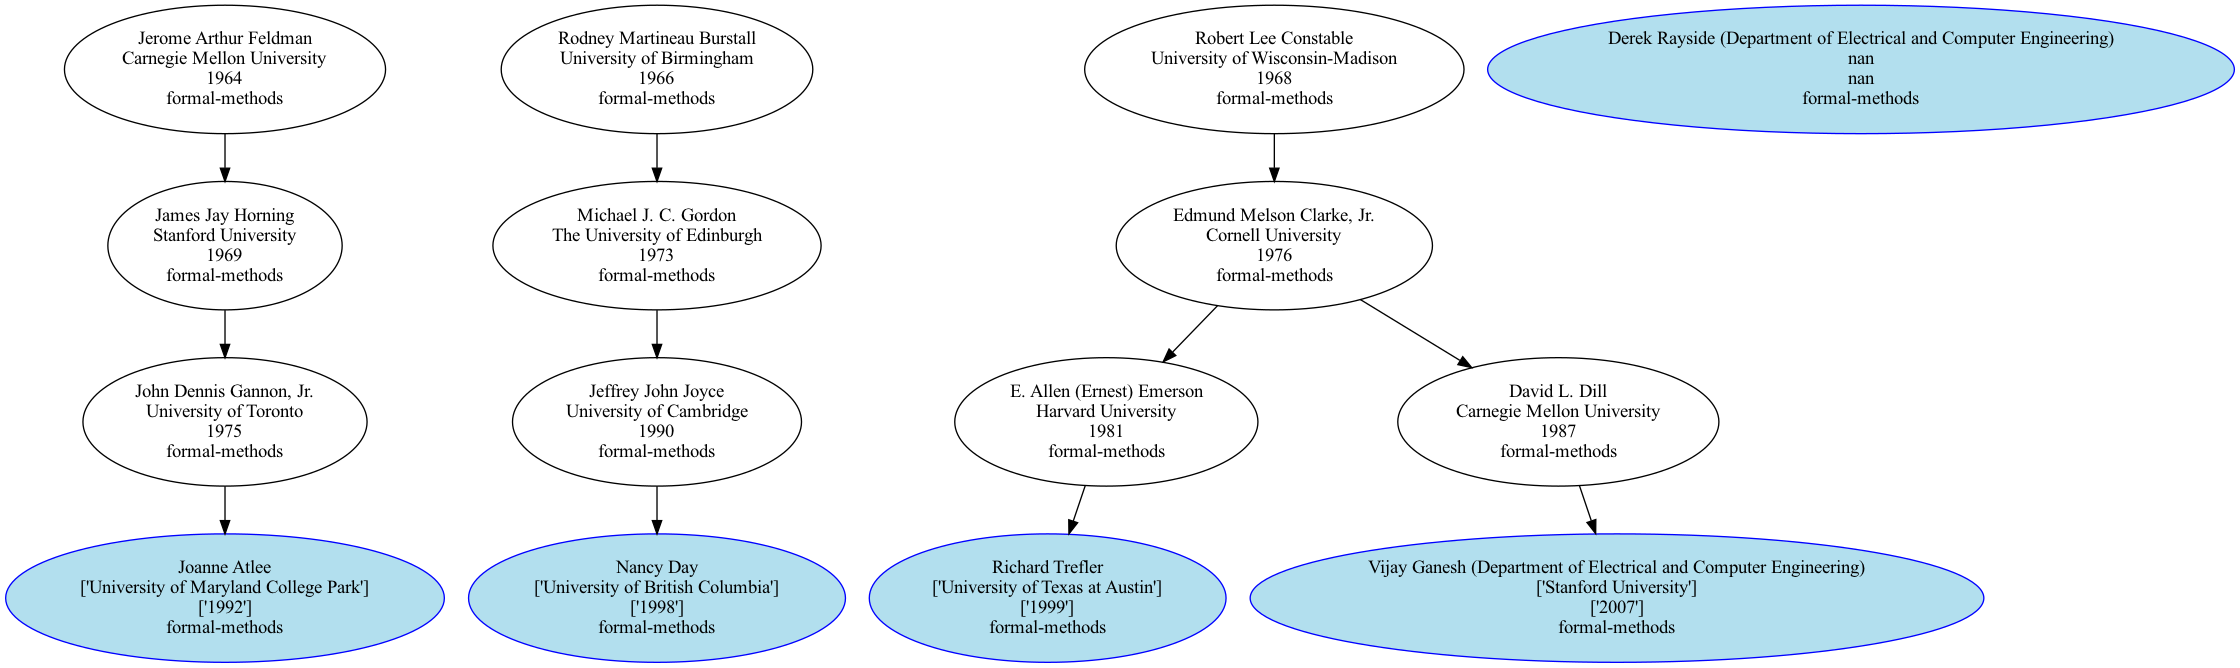 Jerome Arthur Feldman
Carnegie Mellon University
1964
formal-methods
Rodney Martineau Burstall
University of Birmingham
1966
formal-methods
Robert Lee Constable
University of Wisconsin-Madison
1968
formal-methods
Derek Rayside (Department of Electrical and Computer Engineering)
nan
nan
formal-methods
James Jay Horning
Stanford University
1969
formal-methods
Michael J. C. Gordon
The University of Edinburgh
1973
formal-methods
Edmund Melson Clarke, Jr.
Cornell University
1976
formal-methods
John Dennis Gannon, Jr.
University of Toronto
1975
formal-methods
Jeffrey John Joyce
University of Cambridge
1990
formal-methods
E. Allen (Ernest) Emerson
Harvard University
1981
formal-methods
David L. Dill
Carnegie Mellon University
1987
formal-methods
Joanne Atlee
['University of Maryland College Park']
['1992']
formal-methods
Nancy Day
['University of British Columbia']
['1998']
formal-methods
Richard Trefler
['University of Texas at Austin']
['1999']
formal-methods
Vijay Ganesh (Department of Electrical and Computer Engineering)
['Stanford University']
['2007']
formal-methods